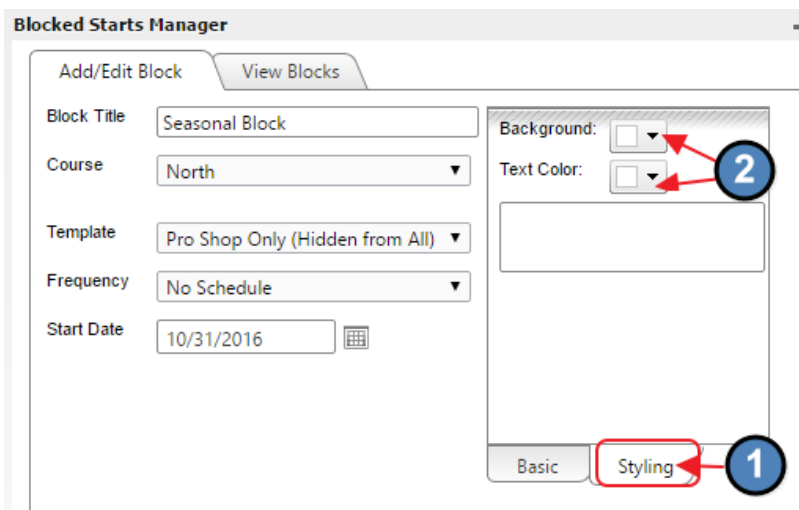 Blocked Starts Manager
Add/Edit Block
View Blocks
Block Title
Seasonal Block
Course
North
Template
Pro Shop Only (Hidden from All)
Frequency
No Schedule
Start Date
10/31/2016
Background:
Text Color:
2
Basic
Styling
1